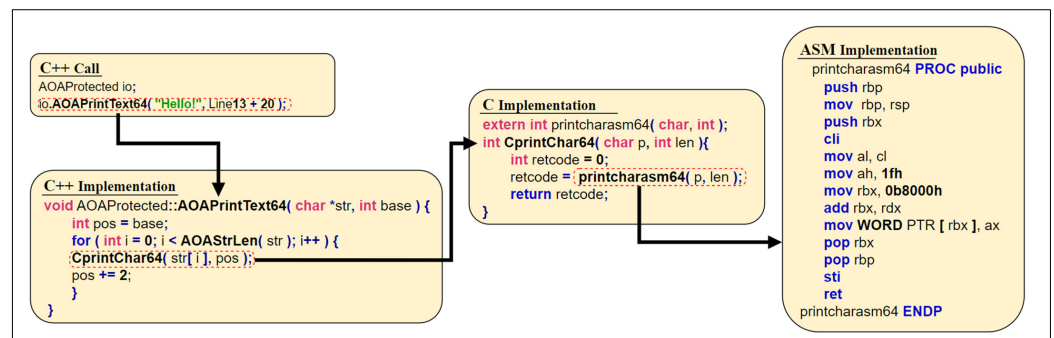 C++ Call
AOAProtected io;
io.AOAPrintText64( "Hello!", Line13 + 20 );
C++ Implementation
void AOAProtected::AOAPrintText64( char *str, int base ) {
int pos = base;
for ( int i = 0; i < AOAStrLen( str ); i++ ) {
CprintChar64( str[ i ], pos );
pos += 2;
}
}
C Implementation
extern int printcharasm64( char, int );
int CprintChar64( char p, int len ){
int retcode = 0;
retcode = printcharasm64( p, len );
return retcode;
}
ASM Implementation
printcharasm64 PROC public
push rbp
mov rbp, rsp
push rbx
cli
mov al, cl
mov ah, 1fh
mov rbx, 0b8000h
add rbx, rdx
mov WORD PTR [ rbx ], ax
pop rbx
pop rbp
sti
ret
printcharasm64 ENDP